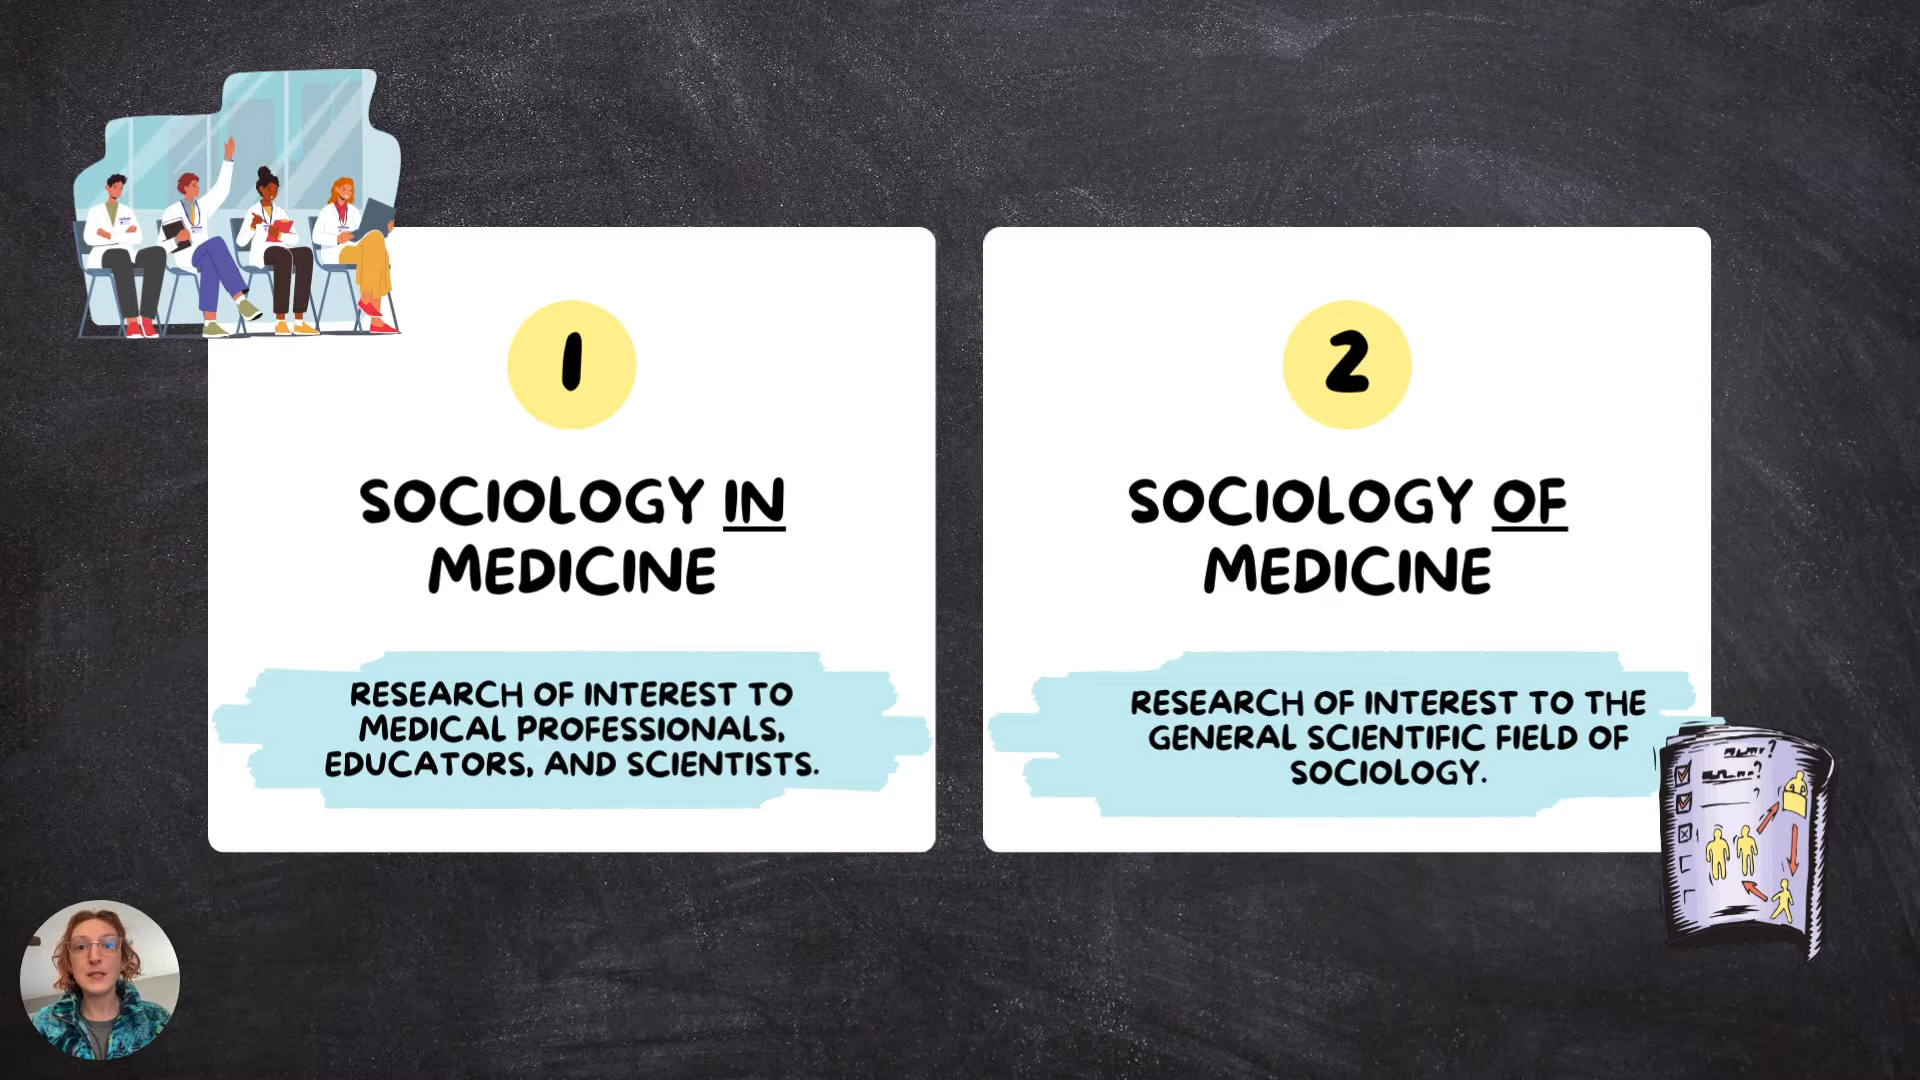 1
SOCIOLOGY IN
MEDICINE
RESEARCH OF INTEREST TO
MEDICAL PROFESSIONALS,
EDUCATORS, AND SCIENTISTS.
2
SOCIOLOGY OF
MEDICINE
RESEARCH OF INTEREST TO THE
GENERAL SCIENTIFIC FIELD OF
SOCIOLOGY.